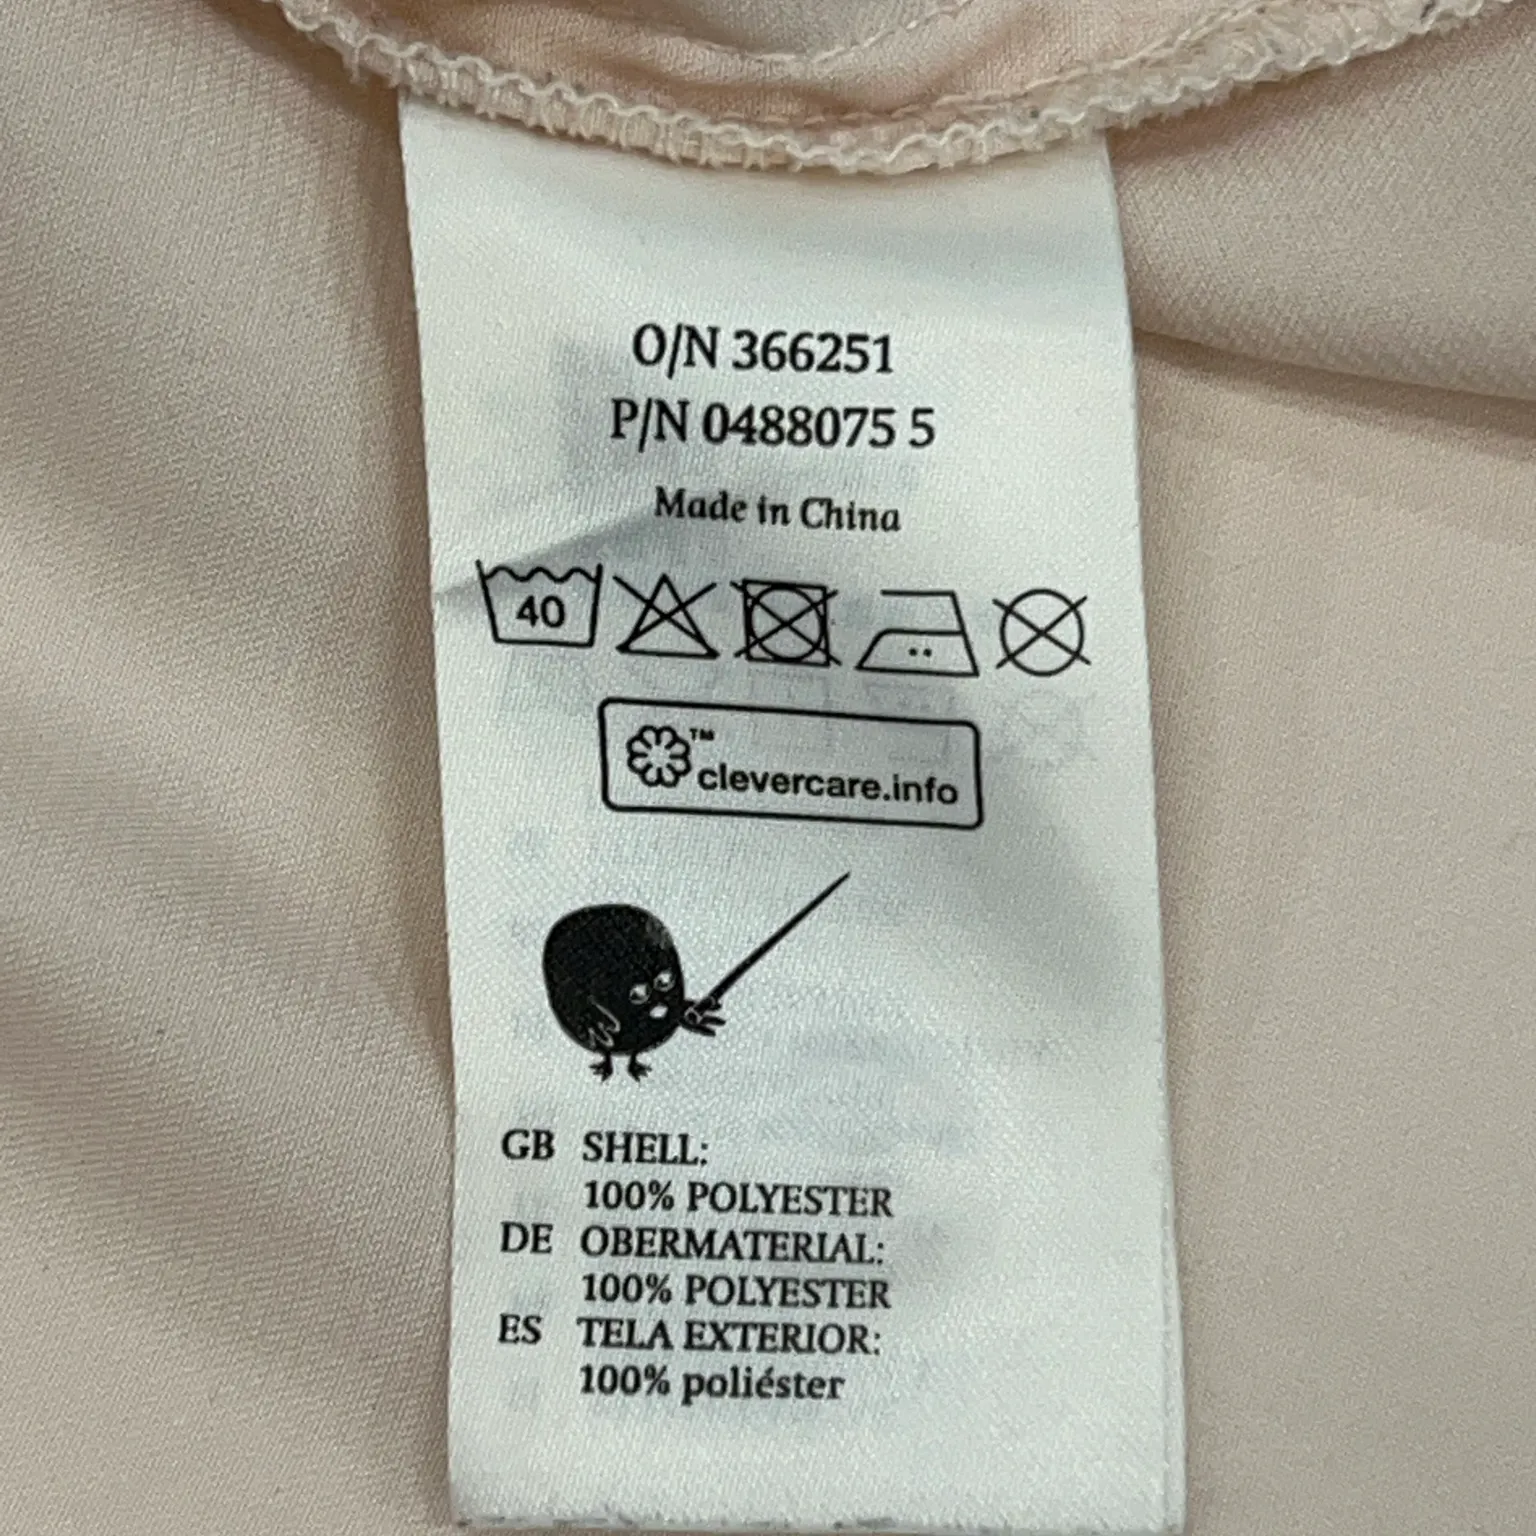 O/N 366251
P/N 0488075 5
Made in China
40
™
clevercare.info
GB SHELL:
100% POLYESTER
DE OBERMATERIAL:
100% POLYESTER
ES TELA EXTERIOR:
100% poliéster